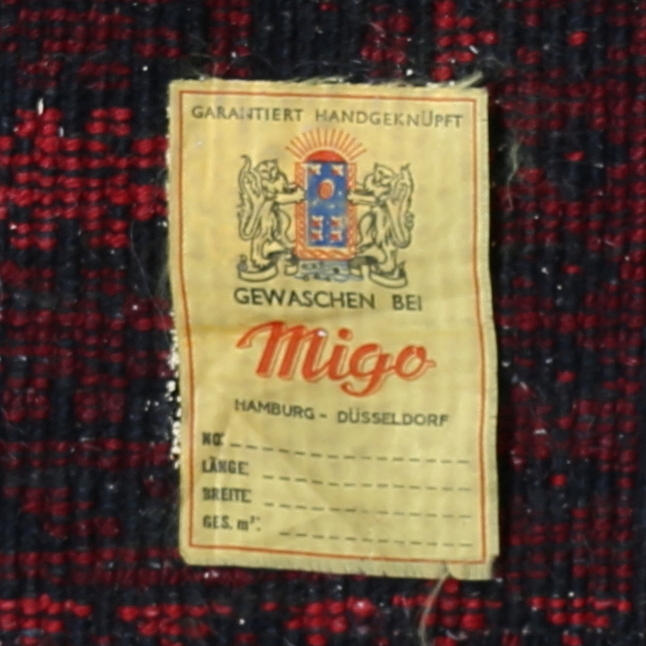 GARANTIERT HANDGEKNÜPFT
GEWASCHEN BEI
Migo
HAMBURG - DÜSSELDORF
NO:
LÄNGE:
BREITE:
GES. m²: